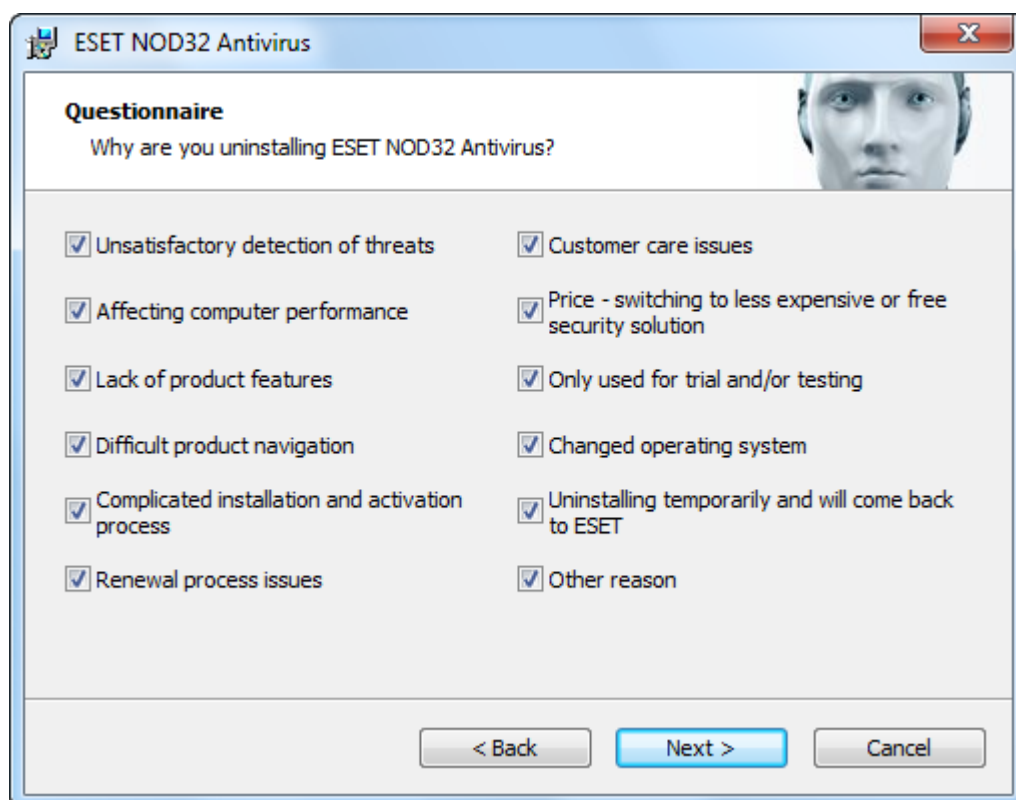 ESET NOD32 Antivirus
Questionnaire
Why are you uninstalling ESET NOD32 Antivirus?
Unsatisfactory detection of threats
Affecting computer performance
Lack of product features
Difficult product navigation
Complicated installation and activation
process
Renewal process issues
Customer care issues
Price - switching to less expensive or free
security solution
Only used for trial and/or testing
Changed operating system
Uninstalling temporarily and will come back
to ESET
Other reason
< Back
Next >
Cancel